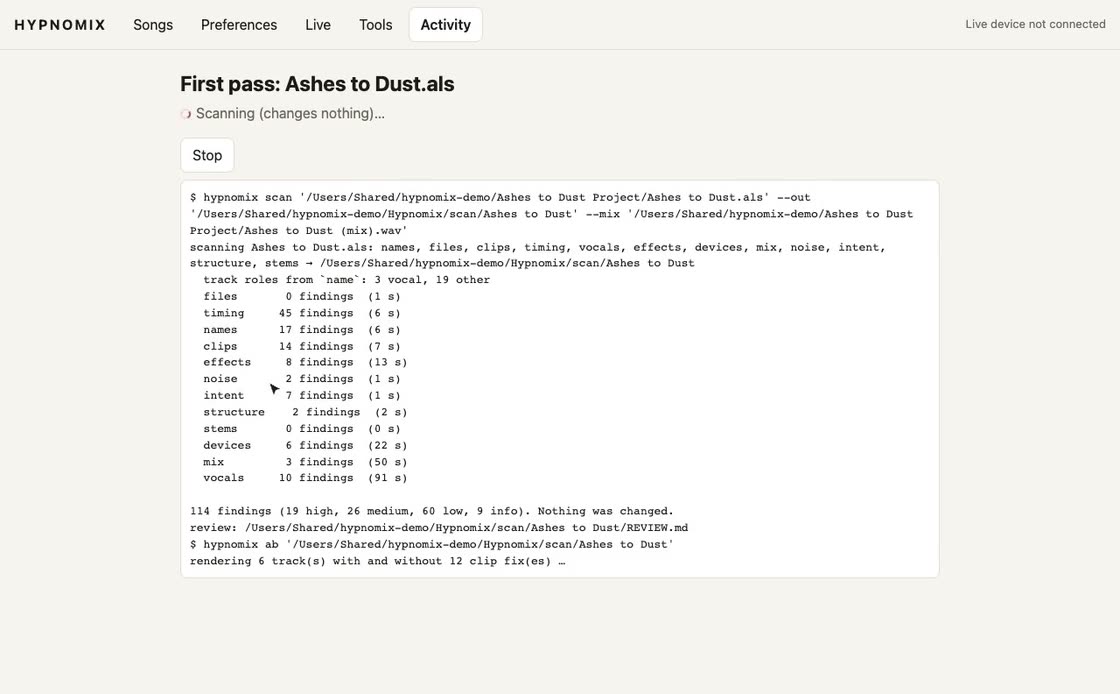 HYPNOMIX Songs Preferences Live Tools Activity Live device not connected
First pass: Ashes to Dust.als
Scanning (changes nothing)...
Stop
$ hypnomix scan '/Users/Shared/hypnomix-demo/Ashes to Dust Project/Ashes to Dust.als' --out
'/Users/Shared/hypnomix-demo/Hypnomix/scan/Ashes to Dust' --mix '/Users/Shared/hypnomix-demo/Ashes to Dust
Project/Ashes to Dust (mix).wav'
scanning Ashes to Dust.als: names, files, clips, timing, vocals, effects, devices, mix, noise, intent,
structure, stems → /Users/Shared/hypnomix-demo/Hypnomix/scan/Ashes to Dust
track roles from `name`: 3 vocal, 19 other
files 0 findings (1 s)
timing 45 findings (6 s)
names 17 findings (6 s)
clips 14 findings (7 s)
effects 8 findings (13 s)
noise 2 findings (1 s)
intent 7 findings (1 s)
structure 2 findings (2 s)
stems 0 findings (0 s)
devices 6 findings (22 s)
mix 3 findings (50 s)
vocals 10 findings (91 s)
114 findings (19 high, 26 medium, 60 low, 9 info). Nothing was changed.
review: /Users/Shared/hypnomix-demo/Hypnomix/scan/Ashes to Dust/REVIEW.md
$ hypnomix ab '/Users/Shared/hypnomix-demo/Hypnomix/scan/Ashes to Dust'
rendering 6 track(s) with and without 12 clip fix(es) …